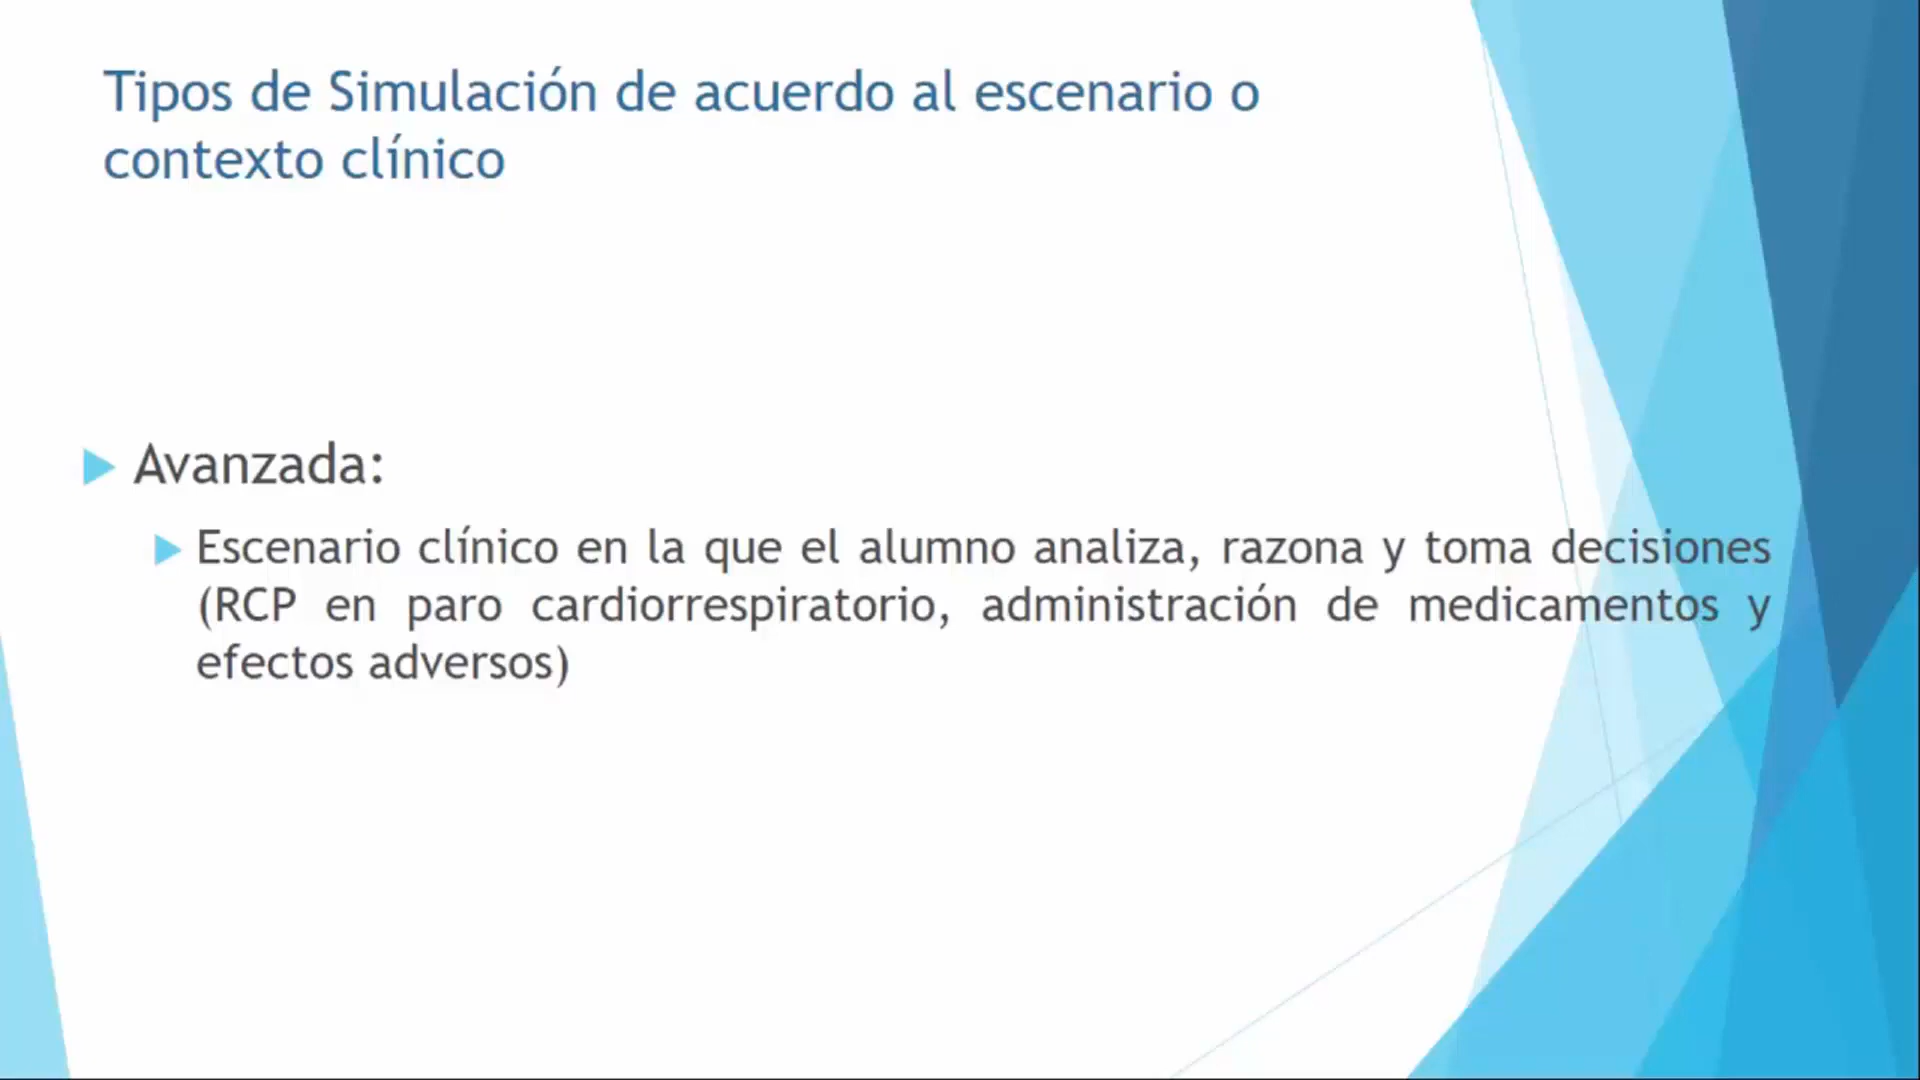 Tipos de Simulación de acuerdo al escenario o
contexto clínico
Avanzada:
Escenario clínico en la que el alumno analiza, razona y toma decisiones
(RCP en paro cardiorrespiratorio, administración de medicamentos y
efectos adversos)